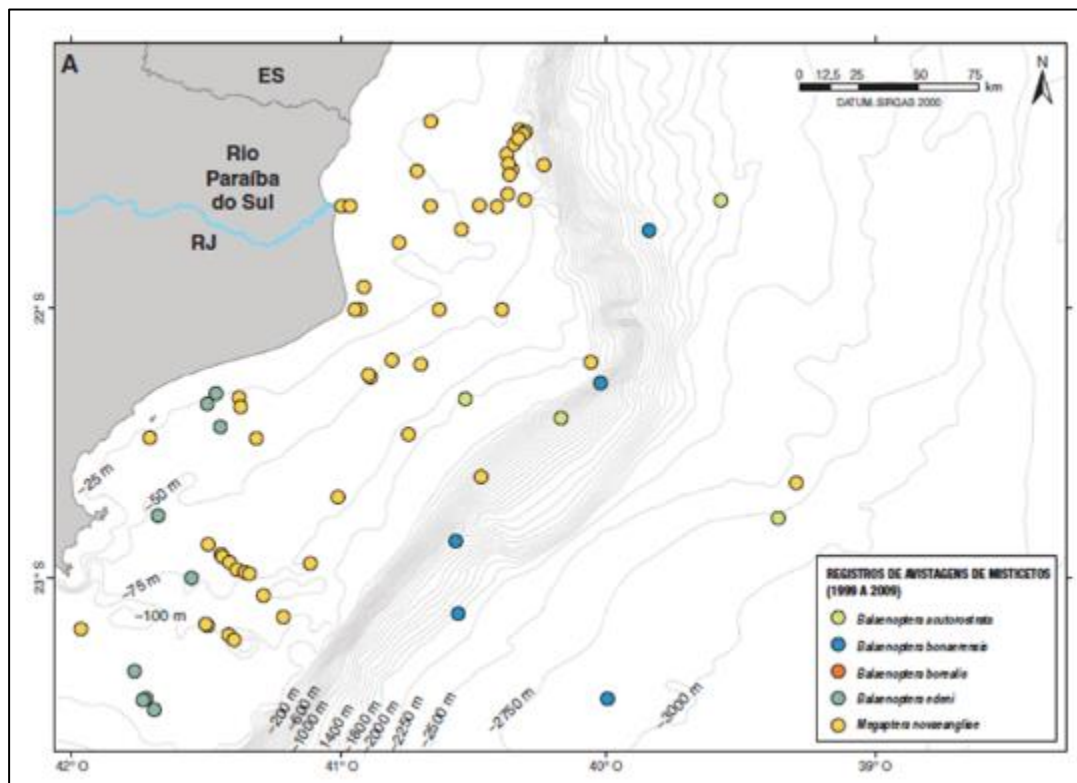 A
ES
N
0 12,5 25 50 75
km
DATUM: SIRGAS 2000
Rio
Paraíba
do Sul
RJ
22° S
-25 m
-50 m
-75 m
23° S
-100 m
-200 m
-600 m
-1000 m
1400 m
-1800 m
-2000 m
-2250 m
-2500 m
-2750 m
-3000 m
REGISTROS DE AVISTAGENS DE MISTICETOS
(1999 A 2009)
Balaenoptera acutorostrata
Balaenoptera bonaerensis
Balaenoptera borealis
Balaenoptera edeni
Megaptera novaeangliae
42° O
41° O
40° O
39° O